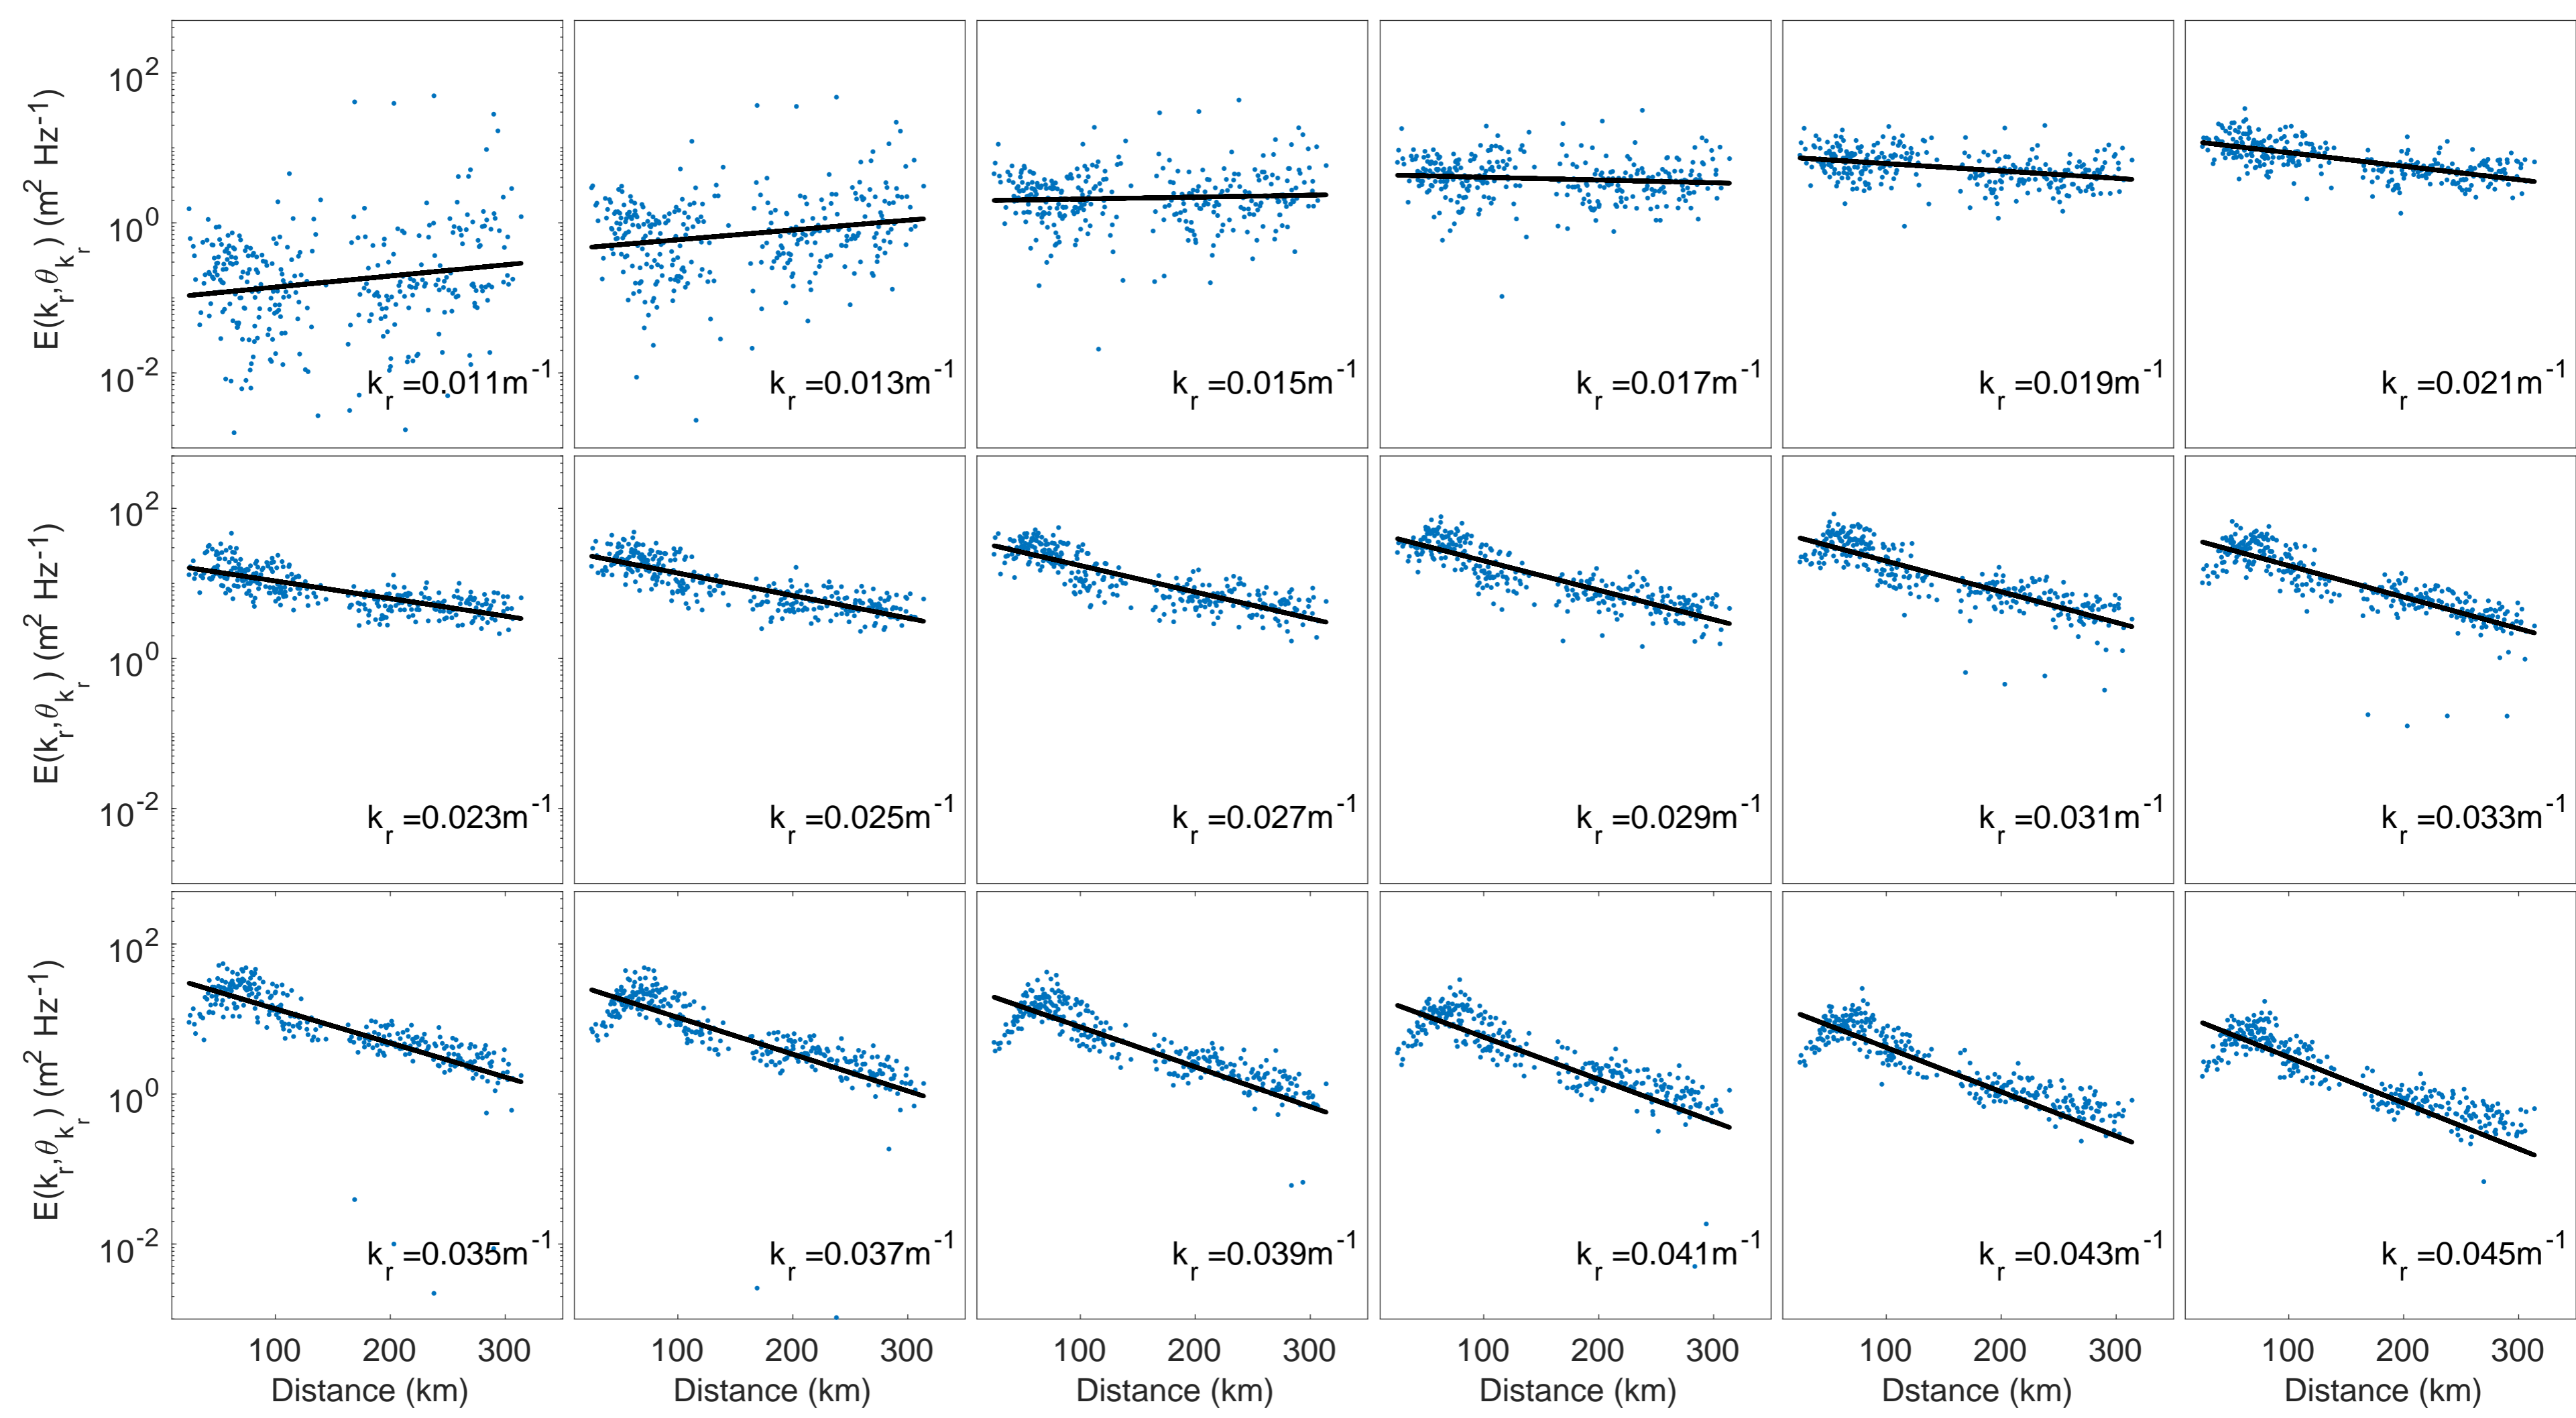 10^2
10^0
10^-2
E(k_r,θ_k_r) (m^2 Hz^-1)
k_r =0.011m^-1
k_r =0.013m^-1
k_r =0.015m^-1
k_r =0.017m^-1
k_r =0.019m^-1
k_r =0.021m^-1
10^2
10^0
10^-2
E(k_r,θ_k_r) (m^2 Hz^-1)
k_r =0.023m^-1
k_r =0.025m^-1
k_r =0.027m^-1
k_r =0.029m^-1
k_r =0.031m^-1
k_r =0.033m^-1
10^2
10^0
10^-2
E(k_r,θ_k_r) (m^2 Hz^-1)
k_r =0.035m^-1
k_r =0.037m^-1
k_r =0.039m^-1
k_r =0.041m^-1
k_r =0.043m^-1
k_r =0.045m^-1
100 200 300
100 200 300
100 200 300
100 200 300
100 200 300
100 200 300
Distance (km)
Distance (km)
Distance (km)
Distance (km)
Dstance (km)
Distance (km)